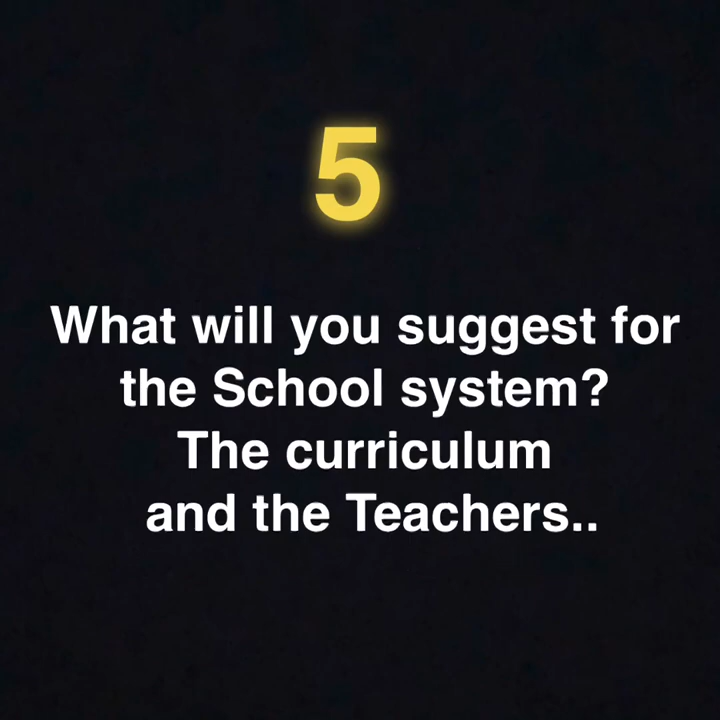 5
What will you suggest for
the School system?
The curriculum
and the Teachers..